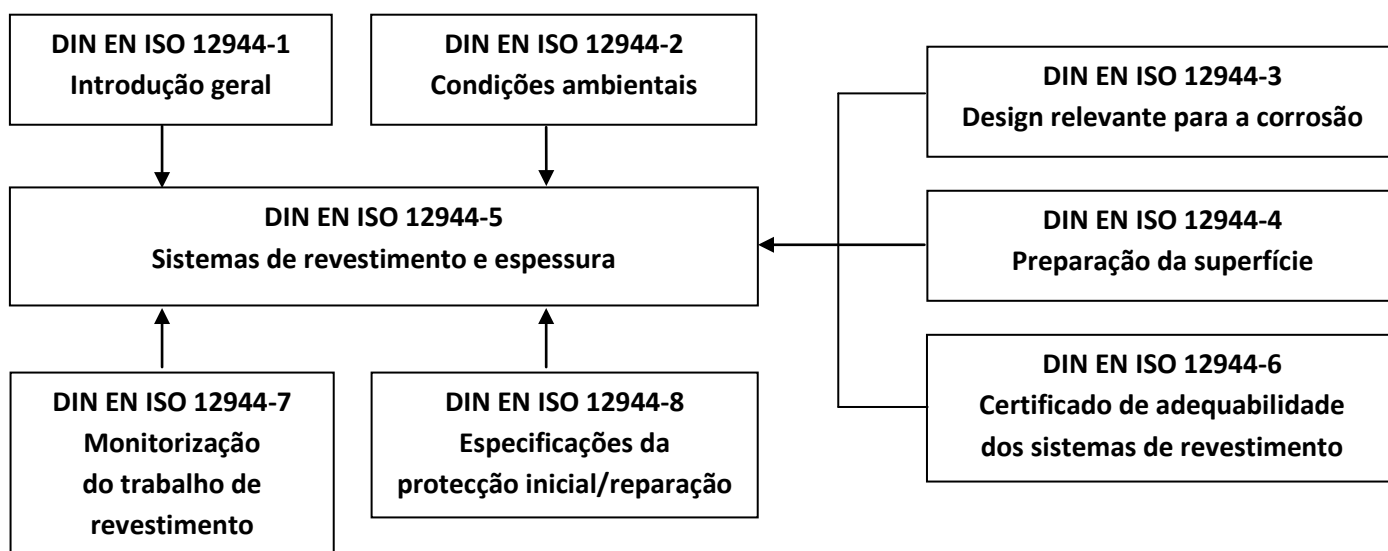 DIN EN ISO 12944-1
Introdução geral
DIN EN ISO 12944-2
Condições ambientais
DIN EN ISO 12944-3
Design relevante para a corrosão
DIN EN ISO 12944-5
Sistemas de revestimento e espessura
DIN EN ISO 12944-4
Preparação da superfície
DIN EN ISO 12944-6
Certificado de adequabilidade
dos sistemas de revestimento
DIN EN ISO 12944-7
Monitorização
do trabalho de
revestimento
DIN EN ISO 12944-8
Especificações da
protecção inicial/reparação